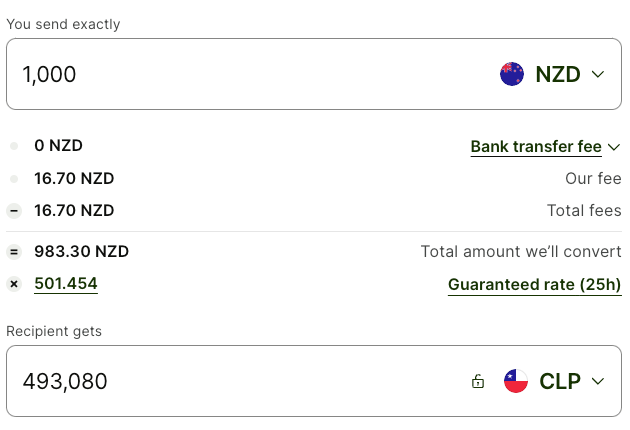 You send exactly
1,000 NZD
0 NZD Bank transfer fee
16.70 NZD Our fee
– 16.70 NZD Total fees
= 983.30 NZD Total amount we’ll convert
× 501.454 Guaranteed rate (25h)
Recipient gets
493,080 CLP